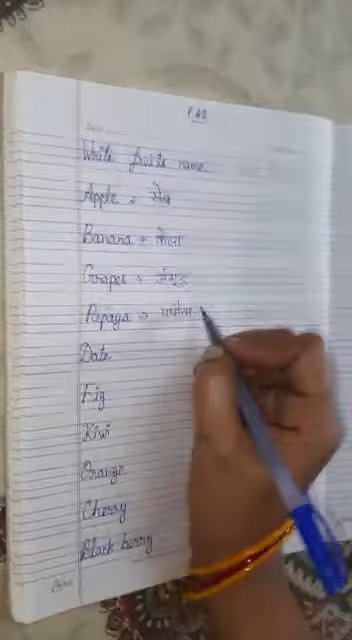 Write fruits name
Apple → सेब
Banana → केला
Grapes → अंगूर
Papaya → पपीता
Date
Fig
Kiwi
Orange
Cherry
Black berry